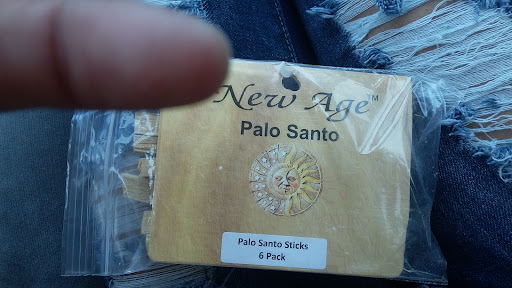 New Age™
Palo Santo
Palo Santo Sticks
6 Pack